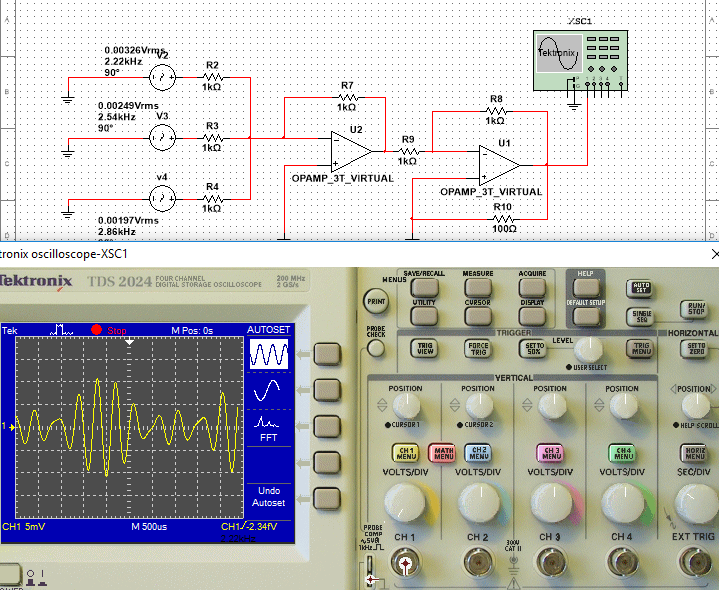 XSC1
Tektronix
P
G
1 2 3 4 T
0.00326Vrms
V2
2.22kHz
90°
R2
1kΩ
0.00249Vrms
V3
2.54kHz
90°
R3
1kΩ
R7
1kΩ
R8
1kΩ
U2
R9
1kΩ
U1
v4
R4
1kΩ
OPAMP_3T_VIRTUAL
OPAMP_3T_VIRTUAL
R10
100Ω
0.00197Vrms
2.86kHz
tronix oscilloscope-XSC1
Tektronix TDS 2024 FOUR CHANNEL DIGITAL STORAGE OSCILLOSCOPE 200 MHz 2 GS/s
MENUS
SAVE/RECALL MEASURE ACQUIRE HELP
AUTO SET
PRINT
UTILITY CURSOR DISPLAY DEFAULT SETUP
SINGLE SEQ
RUN/STOP
PROBE CHECK
TRIGGER
HORIZONTAL
TRIG VIEW
FORCE TRIG
SET TO 50%
LEVEL
USER SELECT
TRIG MENU
SET TO ZERO
Tek Stop M Pos: 0s AUTOSET
1
FFT
Undo Autoset
CH1 5mV M 500us CH1 -2.34fV
VERTICAL
POSITION POSITION POSITION POSITION POSITION
CURSOR 1 CURSOR 2 HELP SCROLL
CH 1 MENU
MATH MENU
CH 2 MENU
CH 3 MENU
CH 4 MENU
HORIZ MENU
VOLTS/DIV VOLTS/DIV VOLTS/DIV VOLTS/DIV SEC/DIV
PROBE COMP
~5V
1kHz
CH 1 CH 2 CH 3 CH 4 EXT TRIG
300V CAT II